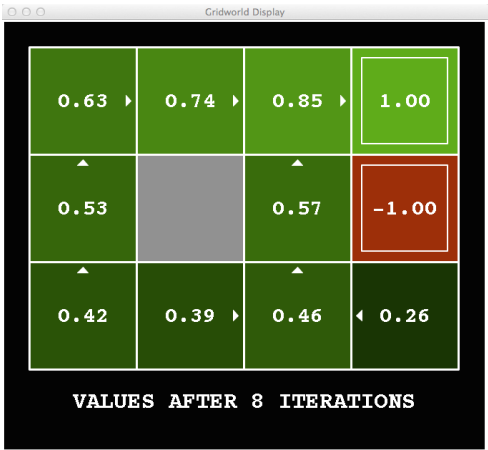 Gridworld Display
0.63 0.74 0.85 1.00
0.53 0.57 -1.00
0.42 0.39 0.46 0.26
VALUES AFTER 8 ITERATIONS